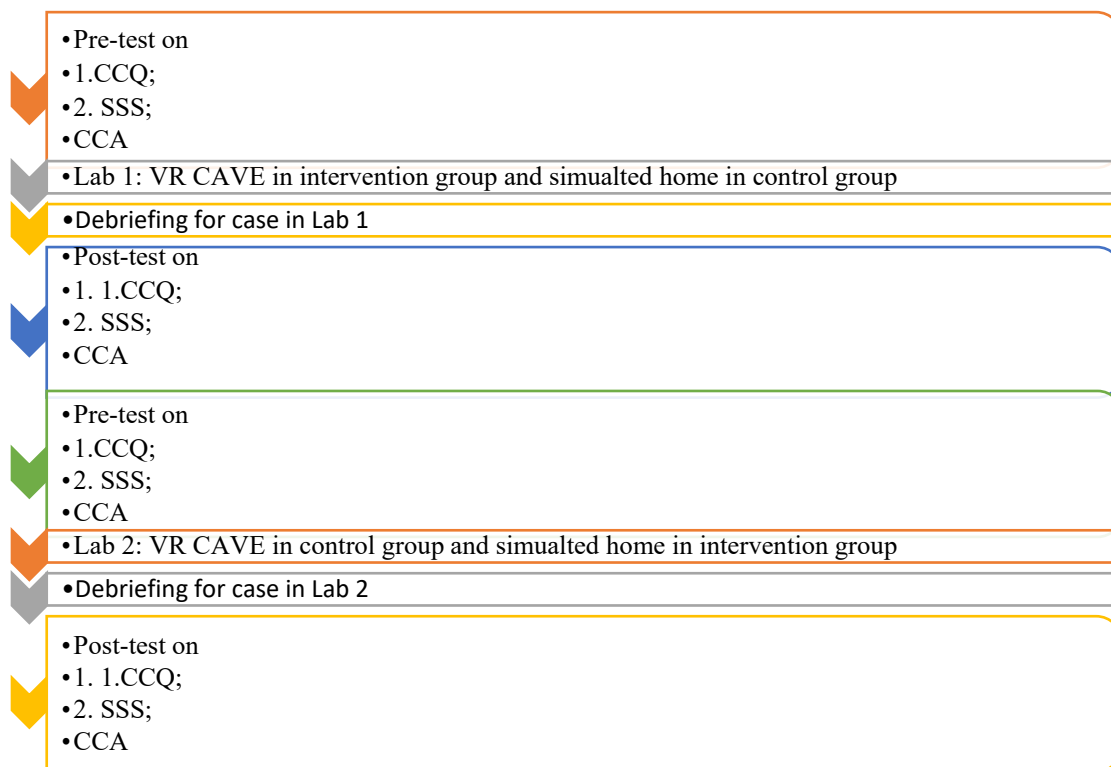 •Pre-test on
•1.CCQ;
•2. SSS;
•CCA
•Lab 1: VR CAVE in intervention group and simualted home in control group
•Debriefing for case in Lab 1
•Post-test on
•1. 1.CCQ;
•2. SSS;
•CCA
•Pre-test on
•1.CCQ;
•2. SSS;
•CCA
•Lab 2: VR CAVE in control group and simualted home in intervention group
•Debriefing for case in Lab 2
•Post-test on
•1. 1.CCQ;
•2. SSS;
•CCA